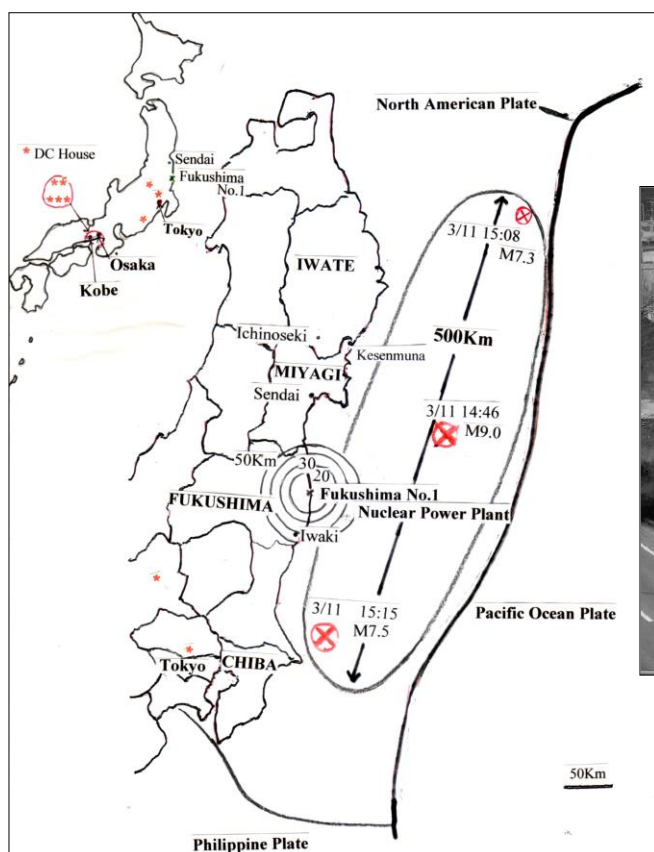 North American Plate
* DC House
Sendai
Fukushima
No.1
**
***
Tokyo
Osaka
Kobe
3/11 15:08
M7.3
IWATE
500Km
Ichinoseki
Kesenmuna
MIYAGI
Sendai
3/11 14:46
M9.0
50Km
30
20
Fukushima No.1
FUKUSHIMA
Nuclear Power Plant
Iwaki
3/11 15:15
M7.5
Pacific Ocean Plate
Tokyo
CHIBA
50Km
Philippine Plate